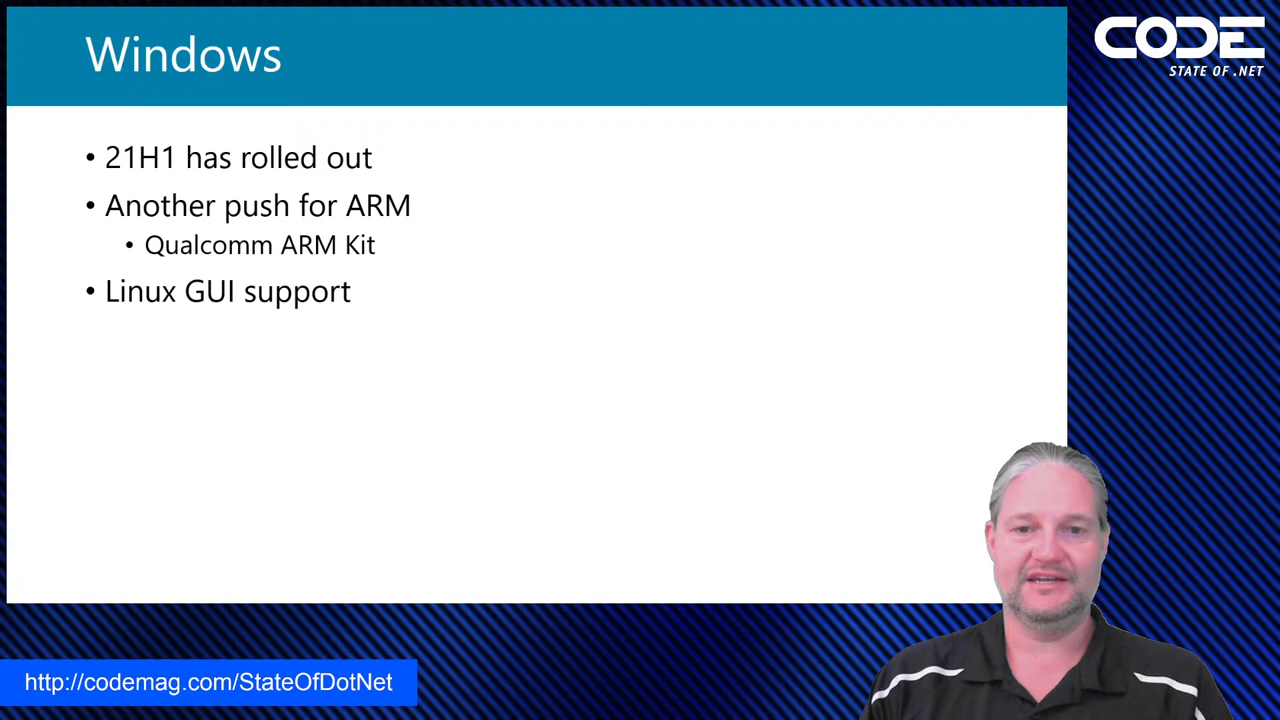 Windows
CODE
STATE OF .NET
• 21H1 has rolled out
• Another push for ARM
• Qualcomm ARM Kit
• Linux GUI support
http://codemag.com/StateOfDotNet